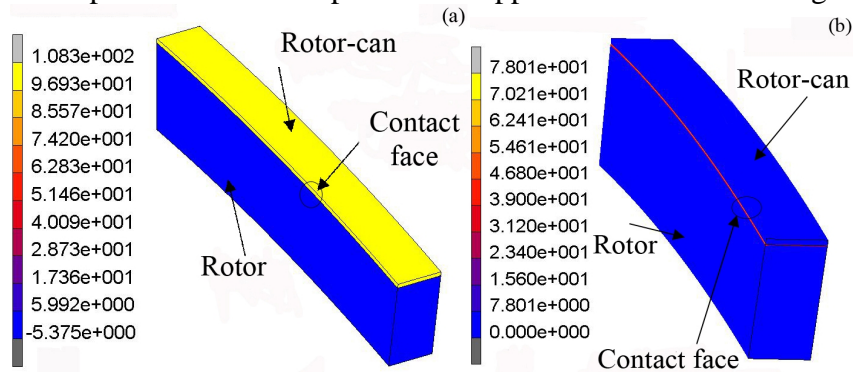 (a)
1.083e+002
9.693e+001
8.557e+001
7.420e+001
6.283e+001
5.146e+001
4.009e+001
2.873e+001
1.736e+001
5.992e+000
-5.375e+000
Rotor-can
Contact
face
Rotor
(b)
7.801e+001
7.021e+001
6.241e+001
5.461e+001
4.680e+001
3.900e+001
3.120e+001
2.340e+001
1.560e+001
7.801e+000
0.000e+000
Rotor-can
Rotor
Contact face